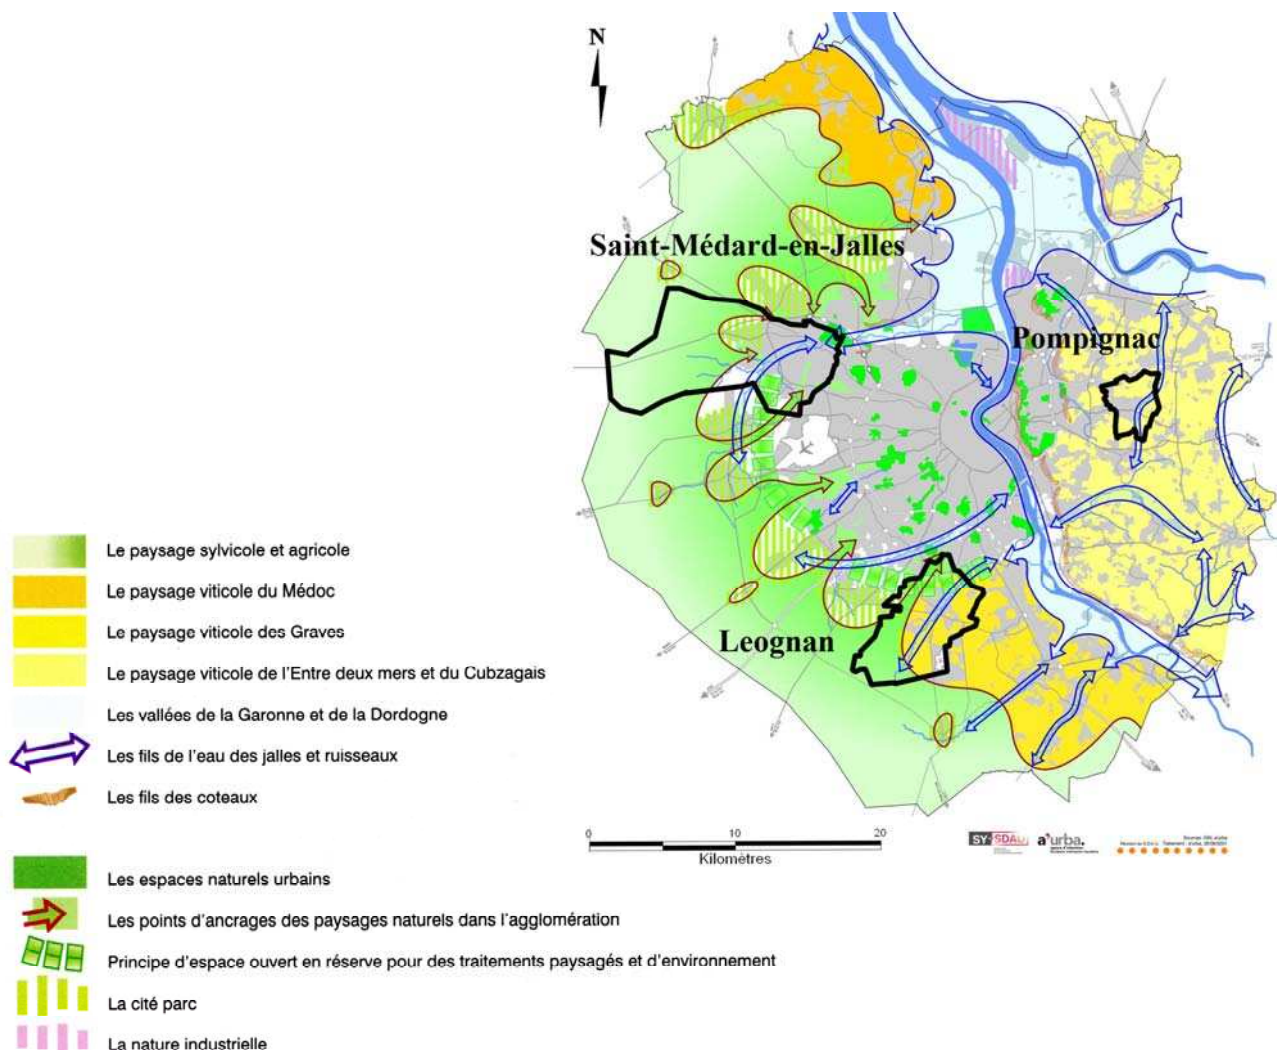 N
Saint-Médard-en-Jalles
Pompignac
Leognan
Le paysage sylvicole et agricole
Le paysage viticole du Médoc
Le paysage viticole des Graves
Le paysage viticole de l'Entre deux mers et du Cubzagais
Les vallées de la Garonne et de la Dordogne
Les fils de l'eau des jalles et ruisseaux
Les fils des coteaux
0 10 20
Kilomètres
SY·SDAU a'urba.
Les espaces naturels urbains
Les points d'ancrages des paysages naturels dans l'agglomération
Principe d'espace ouvert en réserve pour des traitements paysagés et d'environnement
La cité parc
La nature industrielle